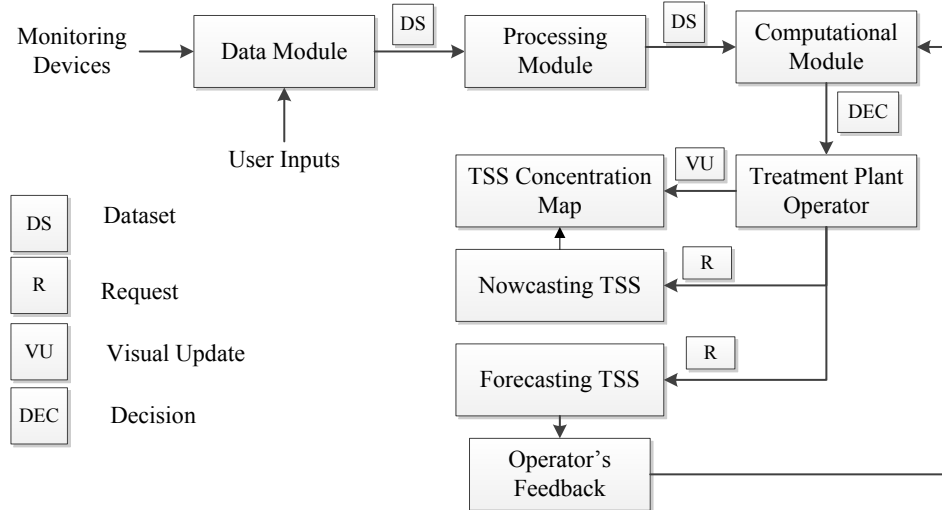 DS
DS
Monitoring
Devices
Data Module
Processing
Module
Computational
Module
DEC
User Inputs
VU
TSS Concentration
Map
Treatment Plant
Operator
DS
Dataset
R
Nowcasting TSS
R
Request
VU
Visual Update
R
Forecasting TSS
DEC
Decision
Operator’s
Feedback